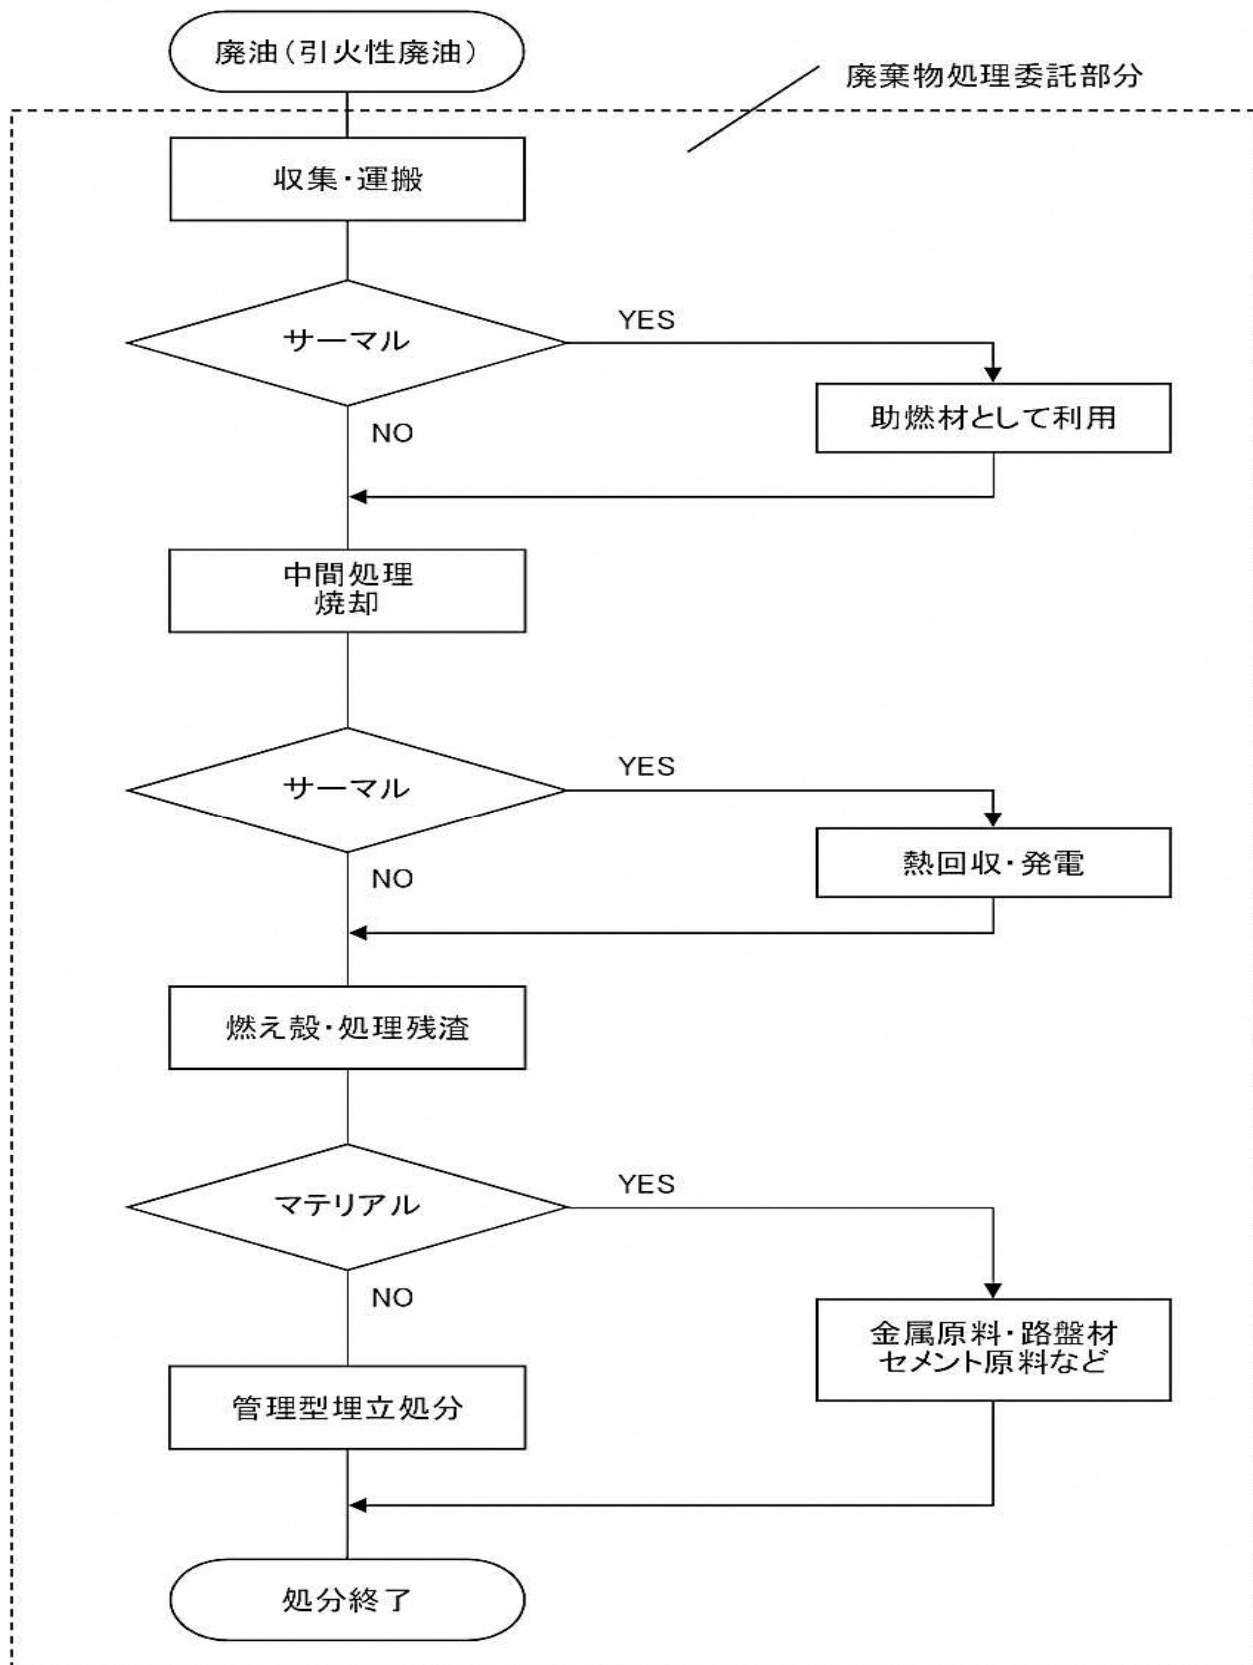 廃油(引火性廃油)
廃棄物処理委託部分
収集・運搬
サーマル
YES
助燃材として利用
NO
中間処理
焼却
サーマル
YES
熱回収・発電
NO
燃え殻・処理残渣
マテリアル
YES
NO
金属原料・路盤材
セメント原料など
管理型埋立処分
処分終了